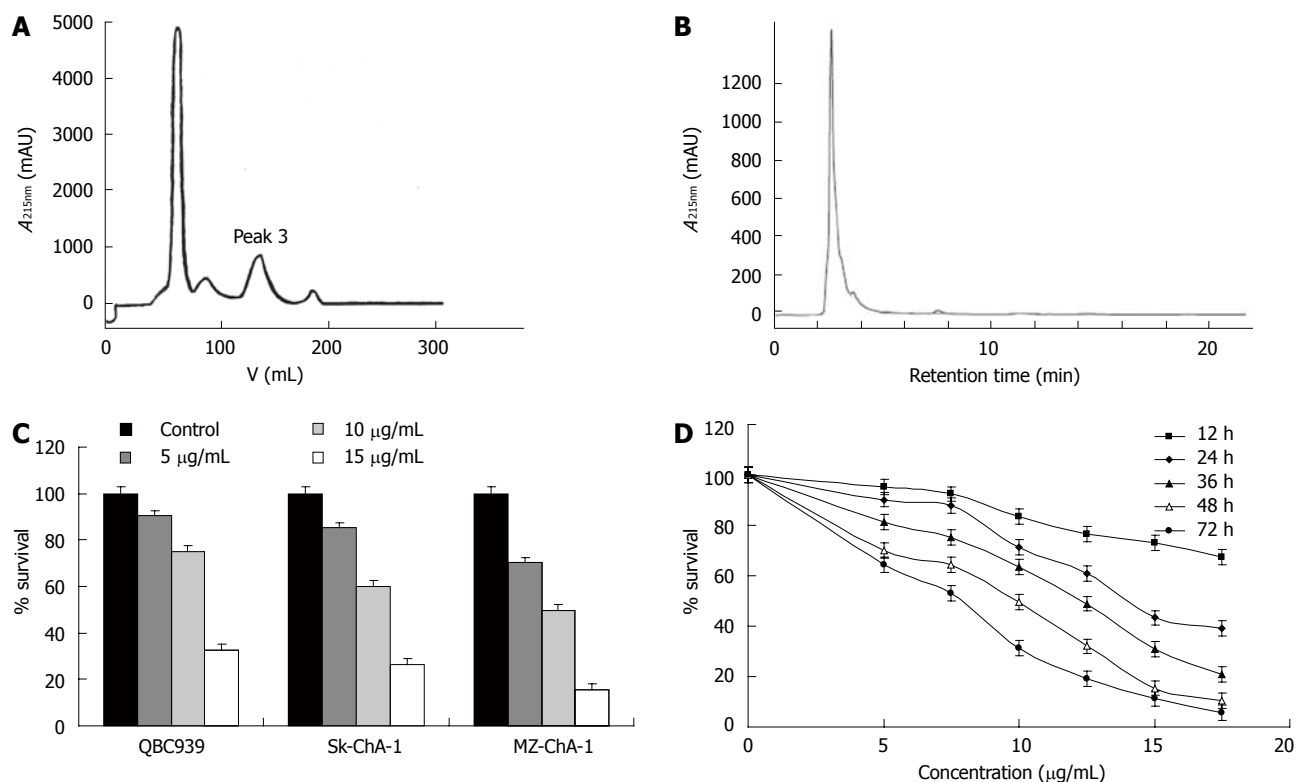 A
5000
4000
3000
2000
1000
0
A215nm (mAU)
Peak 3
0 100 200 300
V (mL)
B
1200
1000
800
600
400
200
0
A215nm (mAU)
0 10 20
Retention time (min)
C
Control
5 μg/mL
10 μg/mL
15 μg/mL
120
100
80
60
40
20
0
% survival
QBC939 Sk-ChA-1 MZ-ChA-1
D
120
100
80
60
40
20
0
% survival
12 h
24 h
36 h
48 h
72 h
0 5 10 15 20
Concentration (μg/mL)